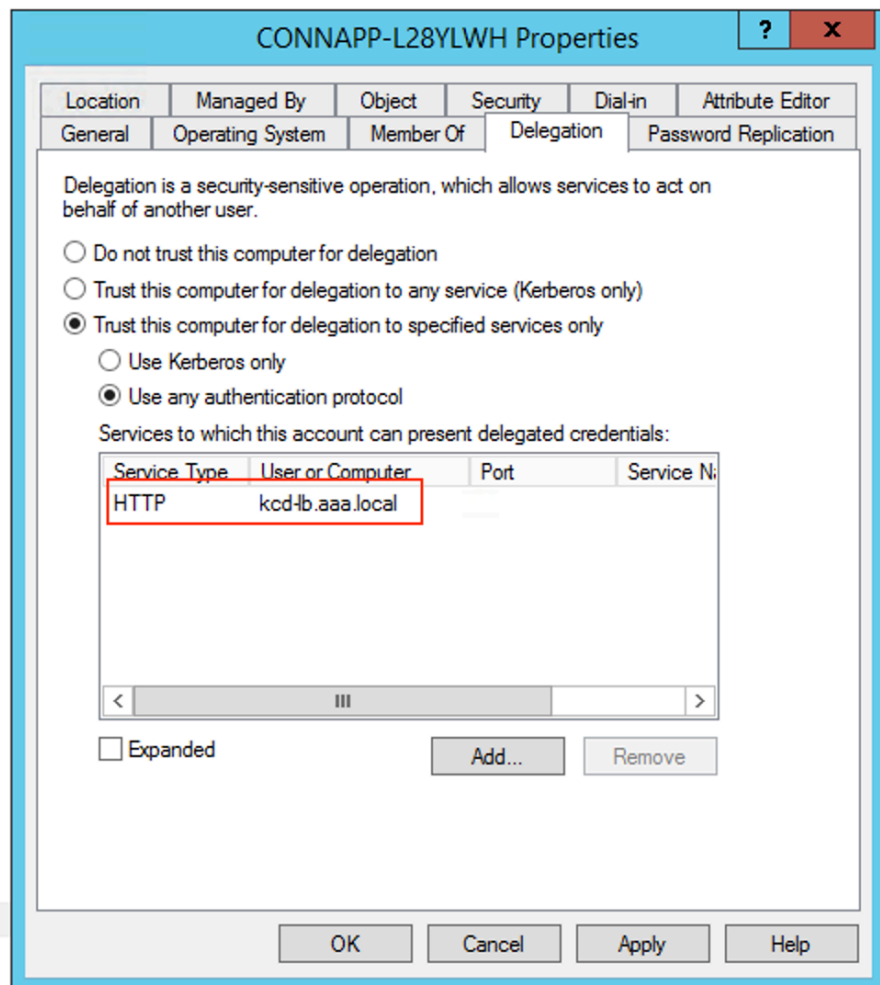 CONNAPP-L28YLWH Properties
? x
Location Managed By Object Security Dial-in Attribute Editor
General Operating System Member Of Delegation Password Replication
Delegation is a security-sensitive operation, which allows services to act on
behalf of another user.
Do not trust this computer for delegation
Trust this computer for delegation to any service (Kerberos only)
Trust this computer for delegation to specified services only
Use Kerberos only
Use any authentication protocol
Services to which this account can present delegated credentials:
Service Type User or Computer Port Service Na
HTTP kcd-lb.aaa.local
Expanded Add... Remove
OK Cancel Apply Help